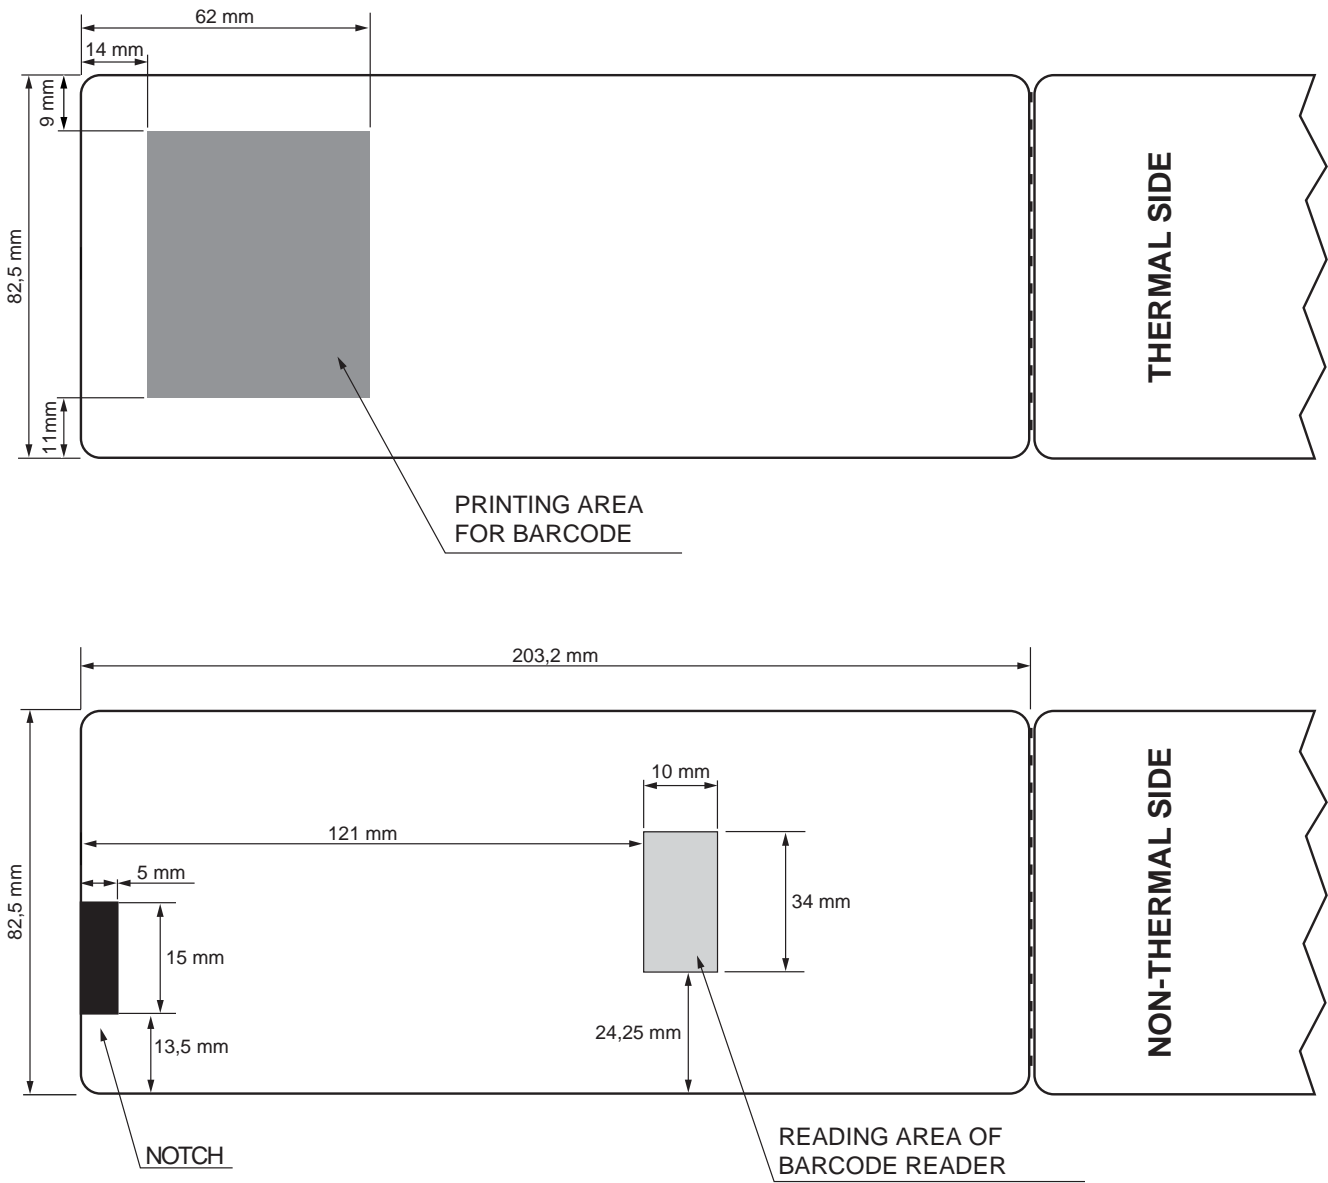 62 mm
14 mm
9 mm
82,5 mm
11mm
THERMAL SIDE
PRINTING AREA
FOR BARCODE
203,2 mm
10 mm
121 mm
5 mm
34 mm
82,5 mm
15 mm
24,25 mm
13,5 mm
NON-THERMAL SIDE
NOTCH
READING AREA OF
BARCODE READER